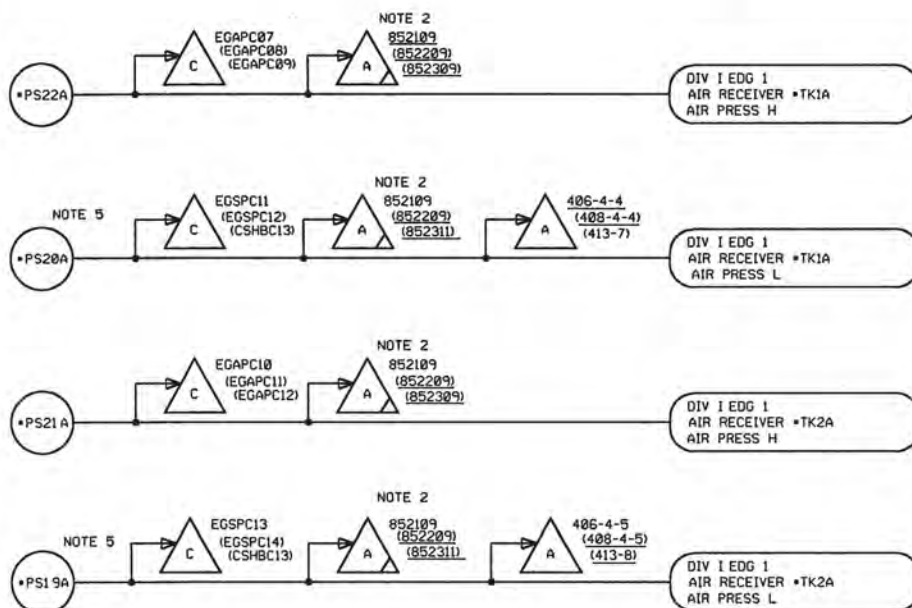 NOTE 2
EGAPC07
(EGAPC08)
(EGAPC09)
852109
(852209)
(852309)
C
A
*PS22A
DIV I EDG 1
AIR RECEIVER *TK1A
AIR PRESS H
NOTE 2
NOTE 5
EGSPC11
(EGSPC12)
(CSHBC13)
852109
(852209)
(852311)
406-4-4
(408-4-4)
(413-7)
C
A
A
*PS20A
DIV I EDG 1
AIR RECEIVER *TK1A
AIR PRESS L
NOTE 2
EGAPC10
(EGAPC11)
(EGAPC12)
852109
(852209)
(852309)
C
A
*PS21A
DIV I EDG 1
AIR RECEIVER *TK2A
AIR PRESS H
NOTE 2
NOTE 5
EGSPC13
(EGSPC14)
(CSHBC13)
852109
(852209)
(852311)
406-4-5
(408-4-5)
(413-8)
C
A
A
*PS19A
DIV I EDG 1
AIR RECEIVER *TK2A
AIR PRESS L